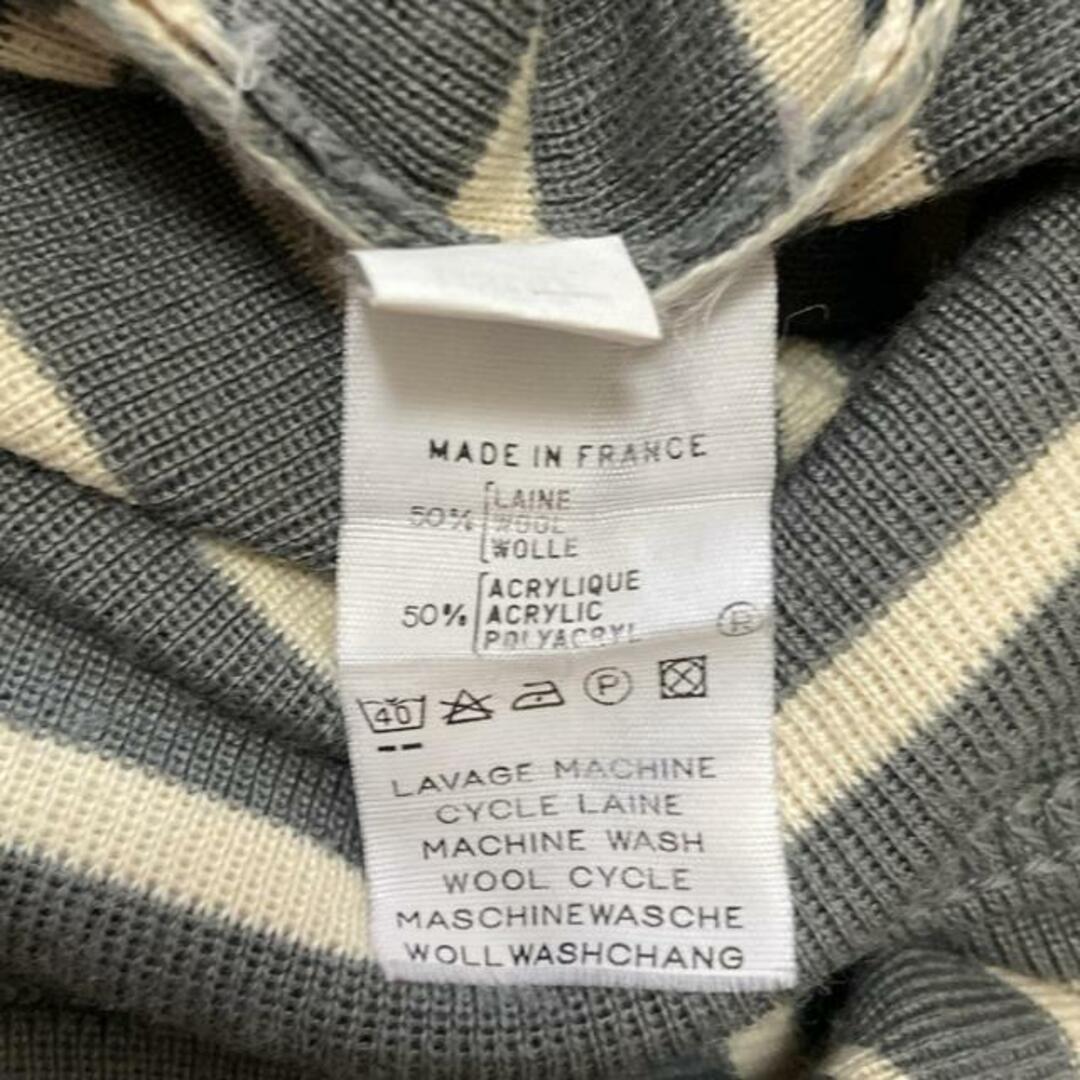 MADE IN FRANCE
50% LAINE
WOOL
WOLLE
ACRYLIQUE
50% ACRYLIC
POLYACRYL
®
40 P
LAVAGE MACHINE
CYCLE LAINE
MACHINE WASH
WOOL CYCLE
MASCHINEWASCHE
WOLLWASHCHANG